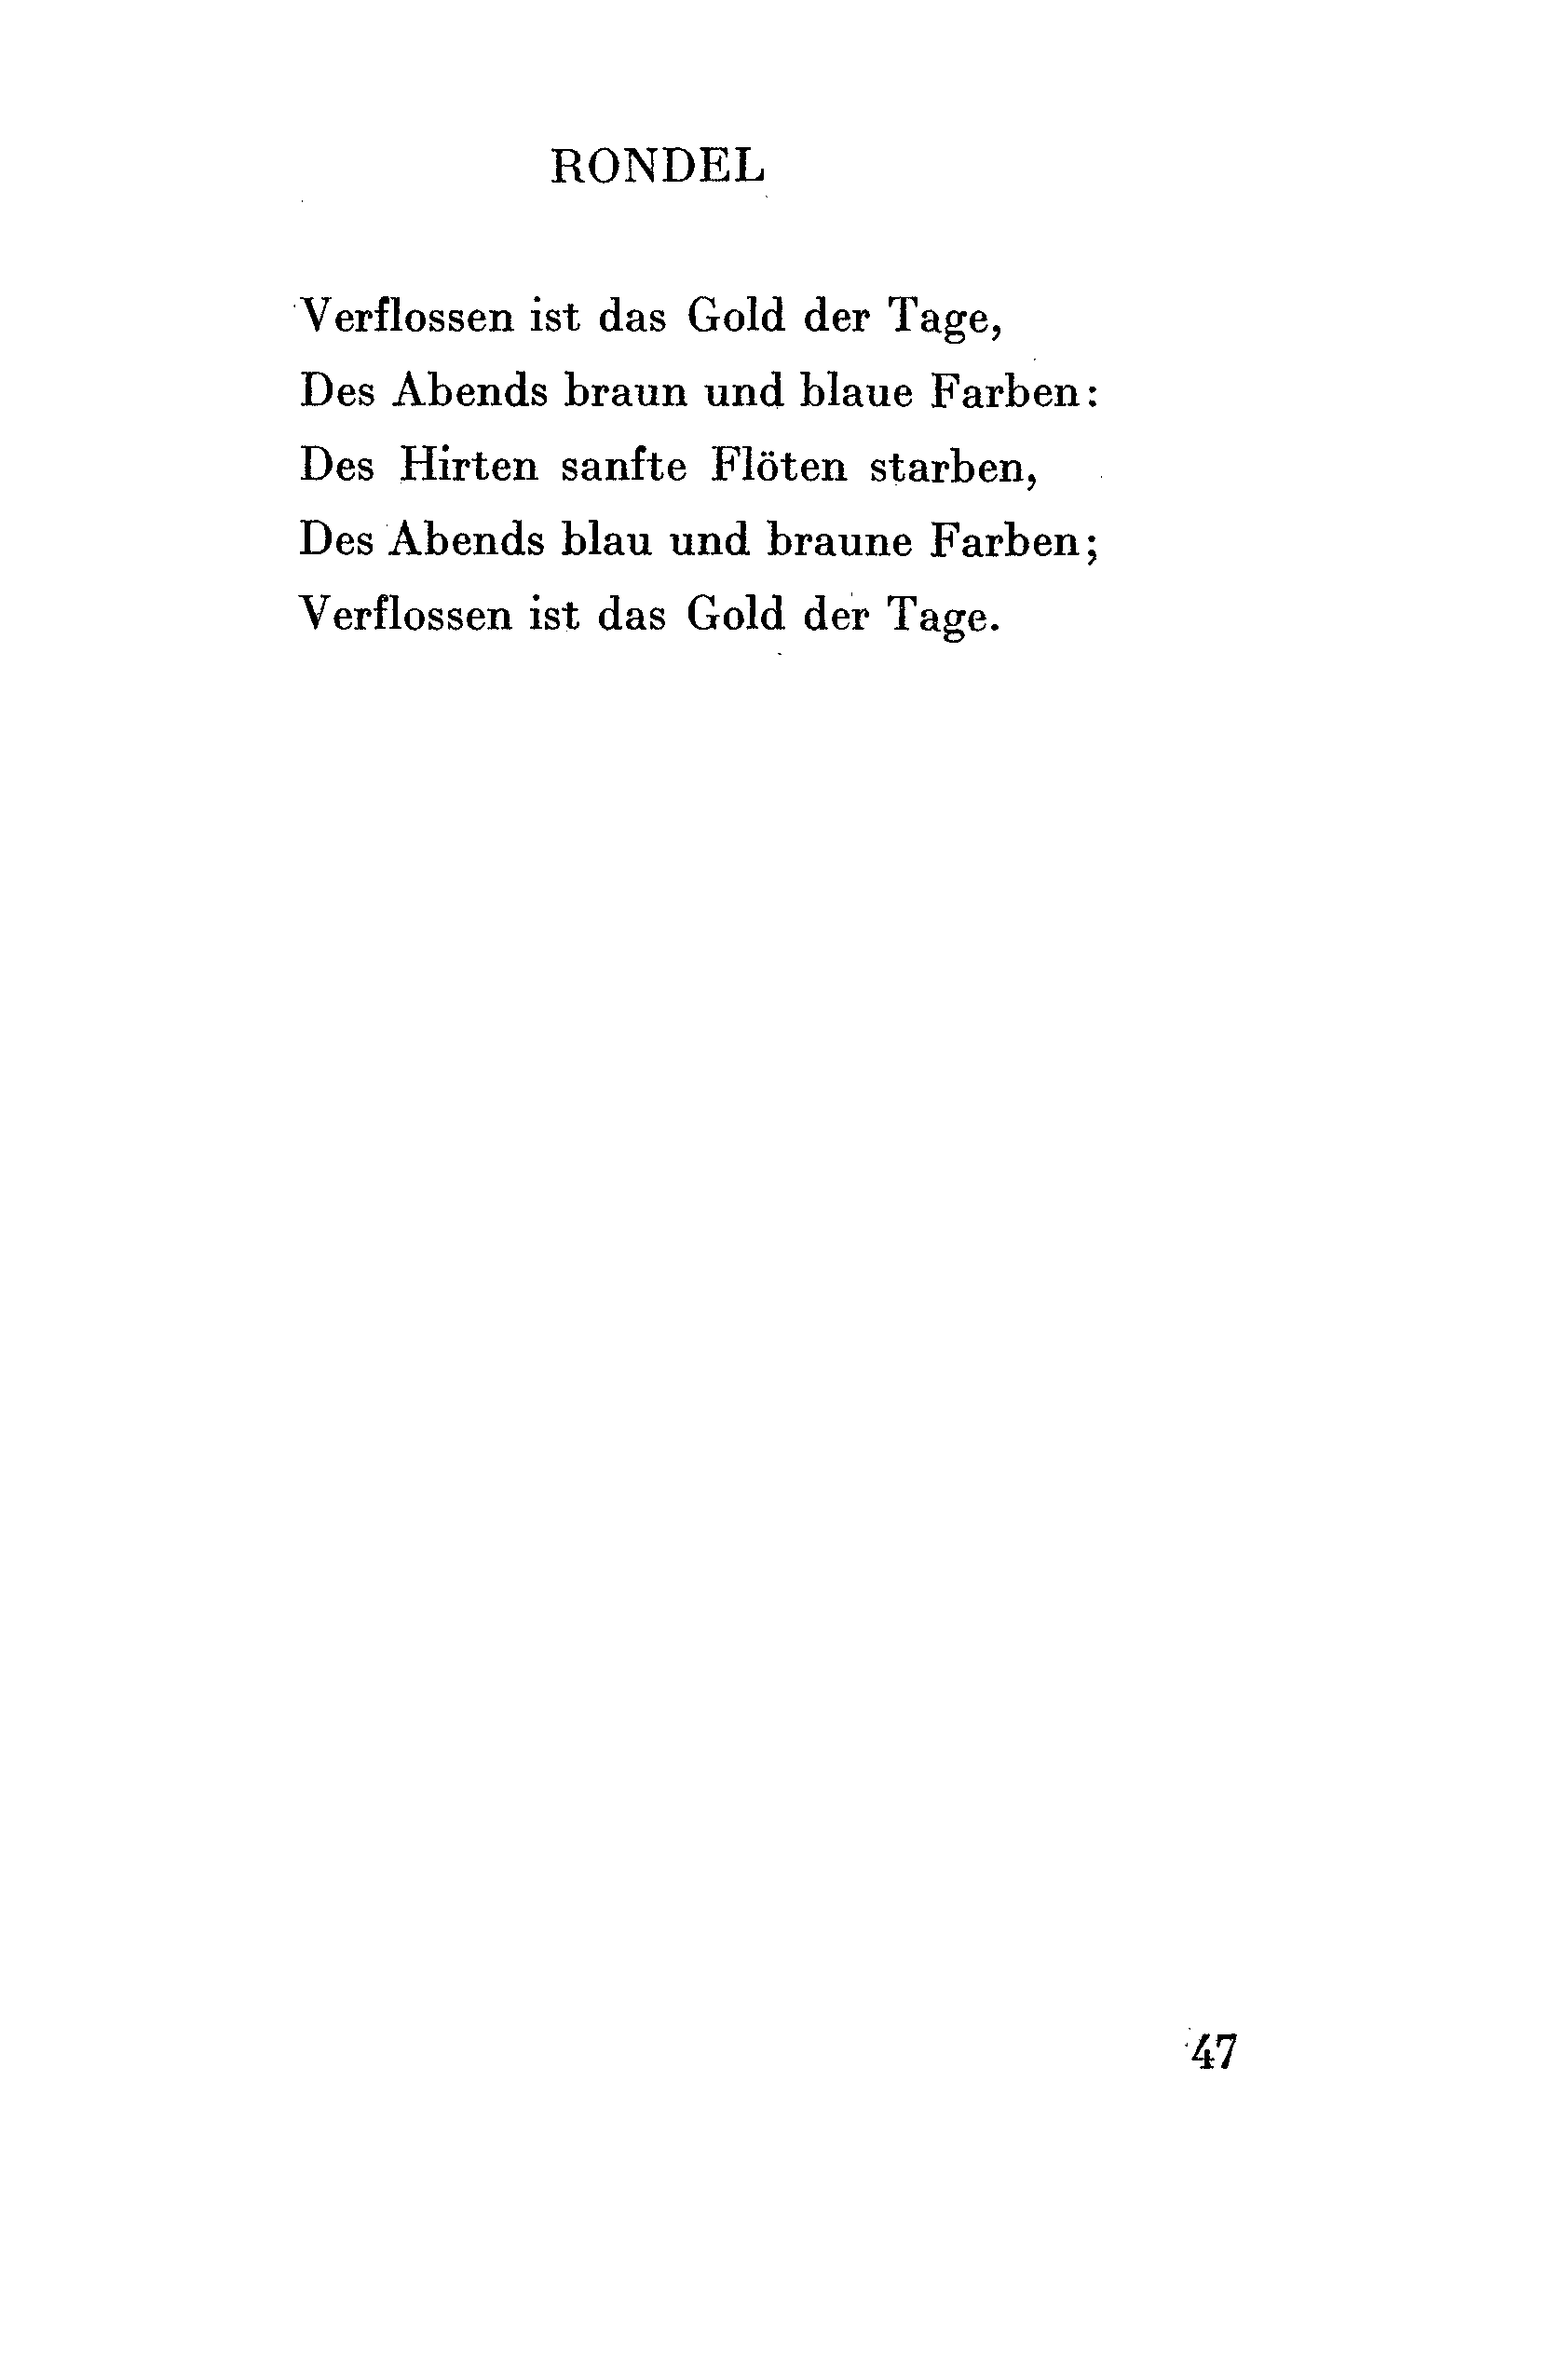 RONDEL
Verflossen ist das Gold der Tage,
Des Abends braun und blaue Farben:
Des Hirten sanfte Flöten starben,
Des Abends blau und braune Farben;
Verflossen ist das Gold der Tage.
47